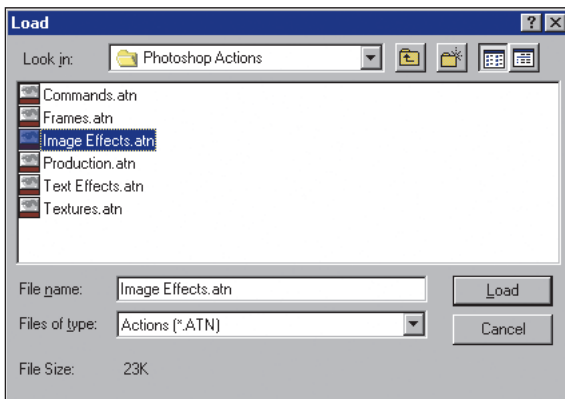 Load
Look in: Photoshop Actions
Commands.atn
Frames.atn
Image Effects.atn
Production.atn
Text Effects.atn
Textures.atn
File name: Image Effects.atn Load
Files of type: Actions (*.ATN) Cancel
File Size: 23K